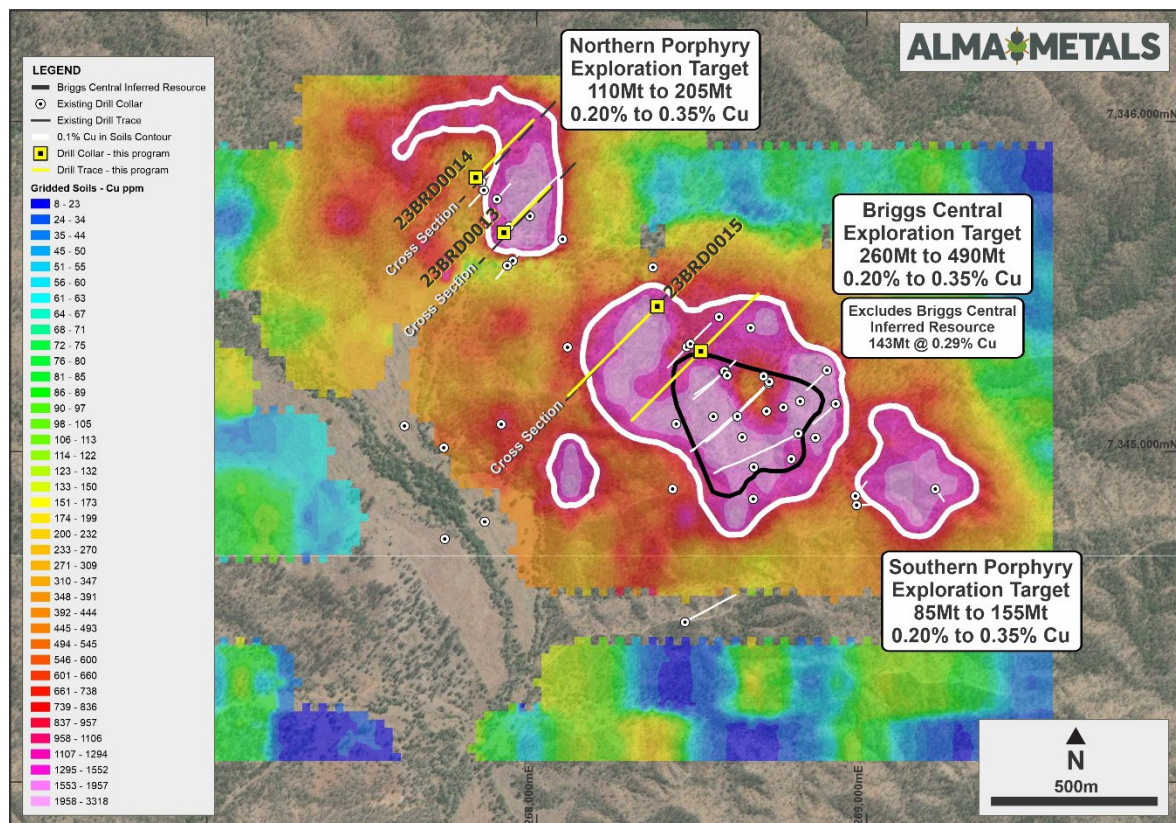 ALMA METALS
LEGEND
Briggs Central Inferred Resource
Existing Drill Collar
Existing Drill Trace
0.1% Cu in Soils Contour
Drill Collar - this program
Drill Trace - this program
Gridded Soils - Cu ppm
8 - 23
24 - 34
35 - 44
45 - 50
51 - 55
56 - 60
61 - 63
64 - 67
68 - 71
72 - 75
76 - 80
81 - 85
86 - 89
90 - 97
98 - 105
106 - 113
114 - 122
123 - 132
133 - 150
151 - 173
174 - 199
200 - 232
233 - 270
271 - 309
310 - 347
348 - 391
392 - 444
445 - 493
494 - 545
546 - 600
601 - 660
661 - 738
739 - 836
837 - 957
958 - 1106
1107 - 1294
1295 - 1552
1553 - 1957
1958 - 3318
Northern Porphyry
Exploration Target
110Mt to 205Mt
0.20% to 0.35% Cu
7,346,000mN
23BRD0014
Cross Section
23BRD0013
Cross Section
23BRD0015
Cross Section
Briggs Central
Exploration Target
260Mt to 490Mt
0.20% to 0.35% Cu
Excludes Briggs Central
Inferred Resource
143Mt @ 0.29% Cu
7,345,000mN
Southern Porphyry
Exploration Target
85Mt to 155Mt
0.20% to 0.35% Cu
268,000mE
269,000mE
N
500m